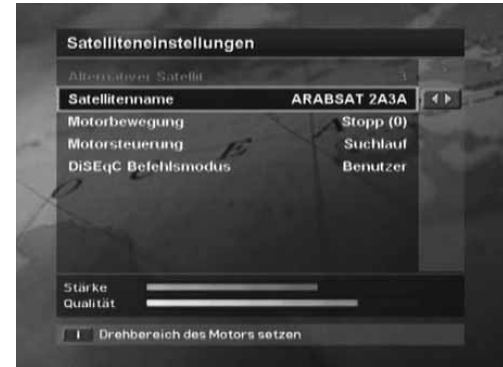 Satelliteneinstellungen
Alternativer Satellit 3
Satellitenname ARABSAT 2A3A
Motorbewegung Stopp (0)
Motorsteuerung Suchlauf
DiSEqC Befehlsmodus Benutzer
Stärke
Qualität
i Drehbereich des Motors setzen